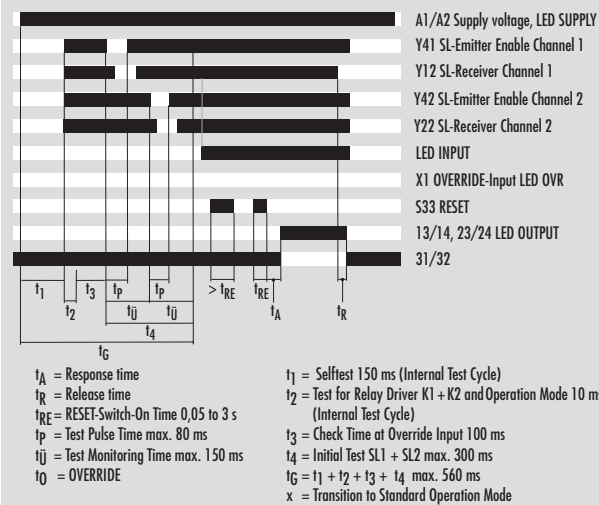 A1/A2 Supply voltage, LED SUPPLY
Y41 SL-Emitter Enable Channel 1
Y12 SL-Receiver Channel 1
Y42 SL-Emitter Enable Channel 2
Y22 SL-Receiver Channel 2
LED INPUT
X1 OVERRIDE-Input LED OVR
S33 RESET
13/14, 23/24 LED OUTPUT
31/32
t1 t3 tP tP > tRE tRE
t2 tÜ tÜ tA tR
t4
tG
tA = Response time
tR = Release time
tRE = RESET-Switch-On Time 0,05 to 3 s
tP = Test Pulse Time max. 80 ms
tÜ = Test Monitoring Time max. 150 ms
tO = OVERRIDE
t1 = Selftest 150 ms (Internal Test Cycle)
t2 = Test for Relay Driver K1 + K2 and Operation Mode 10 ms
(Internal Test Cycle)
t3 = Check Time at Override Input 100 ms
t4 = Initial Test SL1 + SL2 max. 300 ms
tG = t1 + t2 + t3 + t4 max. 560 ms
x = Transition to Standard Operation Mode